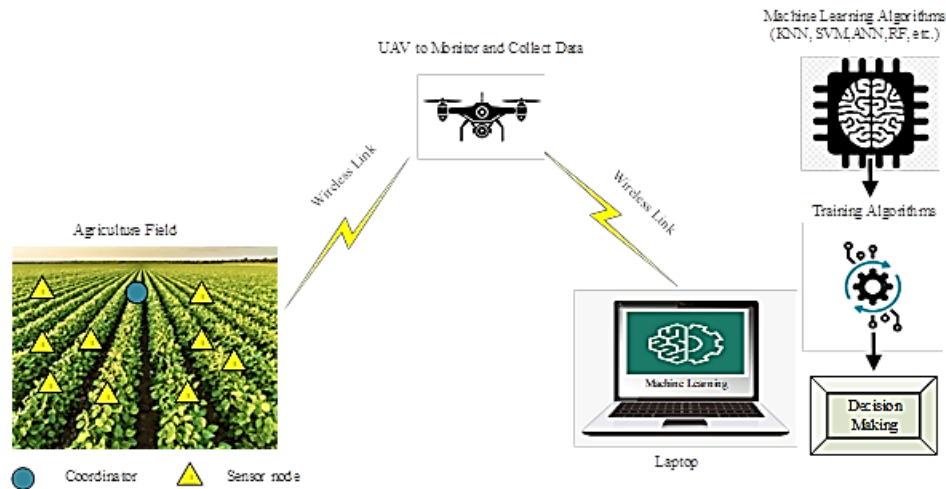 Machine Learning Algorithms
(KNN, SVM,ANN,RF, etc.)
UAV to Monitor and Collect Data
Wireless Link
Wireless Link
Training Algorithms
Agriculture Field
Machine Learning
Decision
Making
Laptop
Coordinator
Sensor node